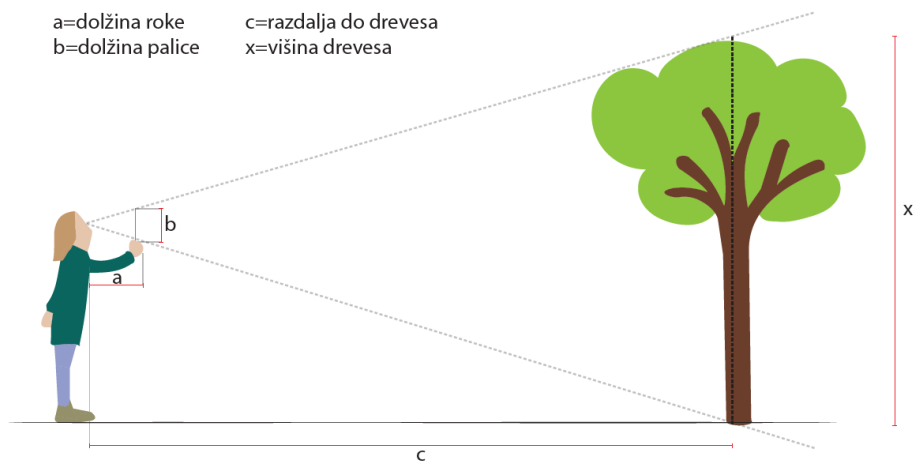 a=dolžina roke
b=dolžina palice
c=razdalja do drevesa
x=višina drevesa
b
a
x
c